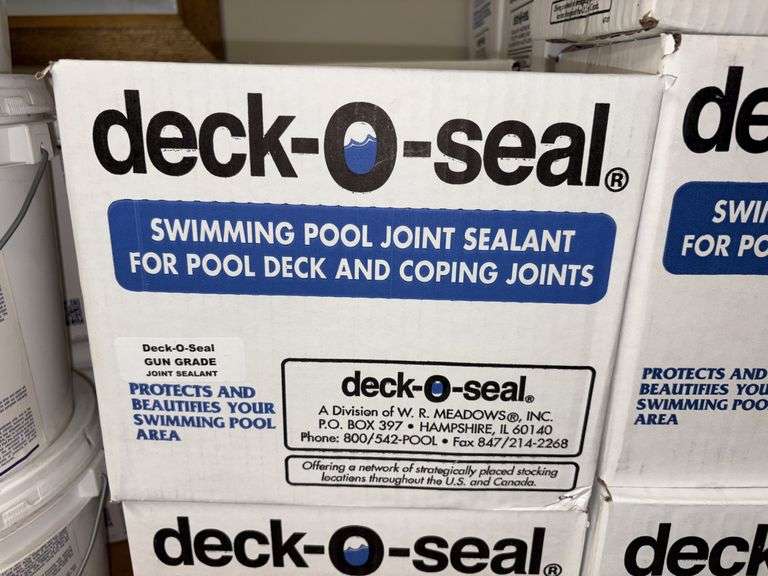 deck-O-seal®
SWIMMING POOL JOINT SEALANT
FOR POOL DECK AND COPING JOINTS
Deck-O-Seal
GUN GRADE
JOINT SEALANT
PROTECTS AND
BEAUTIFIES YOUR
SWIMMING POOL
AREA
deck-O-seal®
A Division of W. R. MEADOWS®, INC.
P.O. BOX 397 • HAMPSHIRE, IL 60140
Phone: 800/542-POOL • Fax 847/214-2268
Offering a network of strategically placed stocking
locations throughout the U.S. and Canada.
de
SWI
FOR PO
PROTECTS AND
BEAUTIFIES YOU
SWIMMING POO
AREA
deck-O-seal®
deck